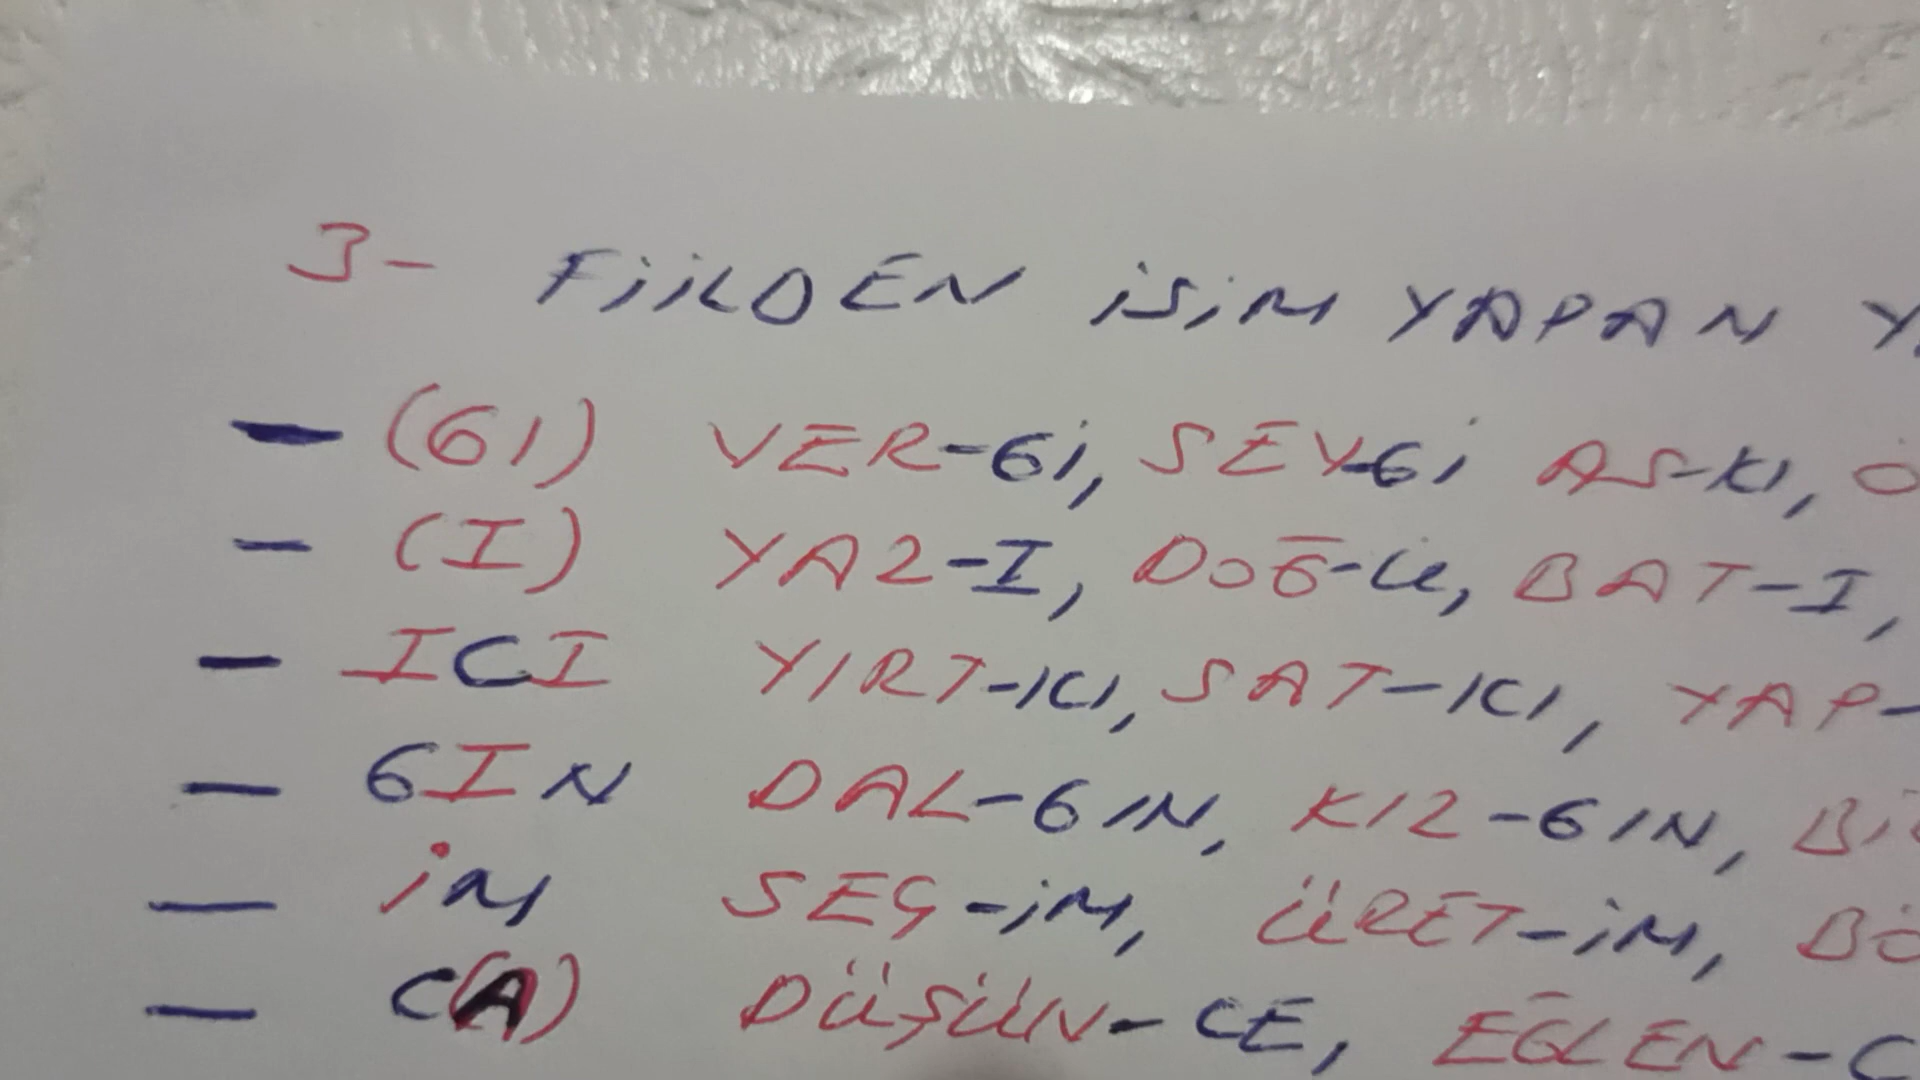 3- FİİLDEN İSİM YAPAN
- (GI) VER-Gİ, SEV-Gİ AS-KI,
- (I) YAZ-I, DOĞ-U, BAT-I,
- ICI YIRT-ICI, SAT-ICI, YAP-
- GIN DAL-GIN, KIZ-GIN,
- İM SEÇ-İM, ÜRET-İM,
- C(A) DÜŞÜN-CE, EĞLEN-C